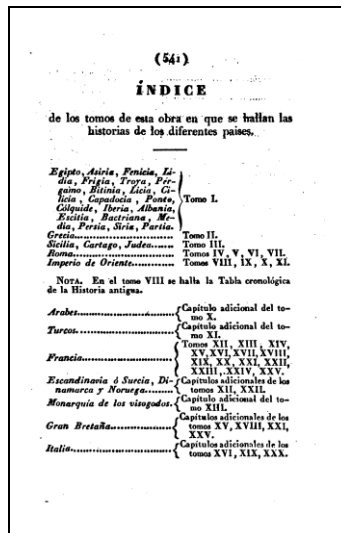 (541)
ÍNDICE
de los tomos de esta obra en que se hallan las
historias de los diferentes paises.
Egipto, Asiria, Fenicia, Li-
dia, Frigia, Troya, Pér-
gamo, Bitinia, Licia, Ci-
licia, Capadocia, Ponto, Tomo I.
Cólquide, Iberia, Albania,
Escitia, Bactriana, Me-
dia, Persia, Siria, Partia.
Grecia................... Tomo II.
Sicilia, Cartago, Judea...... Tomo III.
Roma.................... Tomos IV, V, VI, VII.
Imperio de Oriente............ Tomos VIII, IX, X, XI.
NOTA. En el tomo VIII se halla la Tabla cronológica
de la Historia antigua.
Arabes.................... Capítulo adicional del to-
mo X.
Turcos.................... Capítulo adicional del to-
mo XI.
Francia.................... Tomos XII, XIII, XIV,
XV, XVI, XVII, XVIII,
XIX, XX, XXI, XXII,
XXIII, XXIV, XXV.
Escandinavia ó Suecia, Di- Capítulos adicionales de los
namarca y Noruega........ tomos XII, XXII.
Monarquía de los visogodos. Capítulo adicional del to-
mo XIII.
Gran Bretaña................ Capítulos adicionales de los
tomos XV, XVIII, XXI,
XXV.
Italia.................... Capítulos adicionales de los
tomos XVI, XIX, XXX.